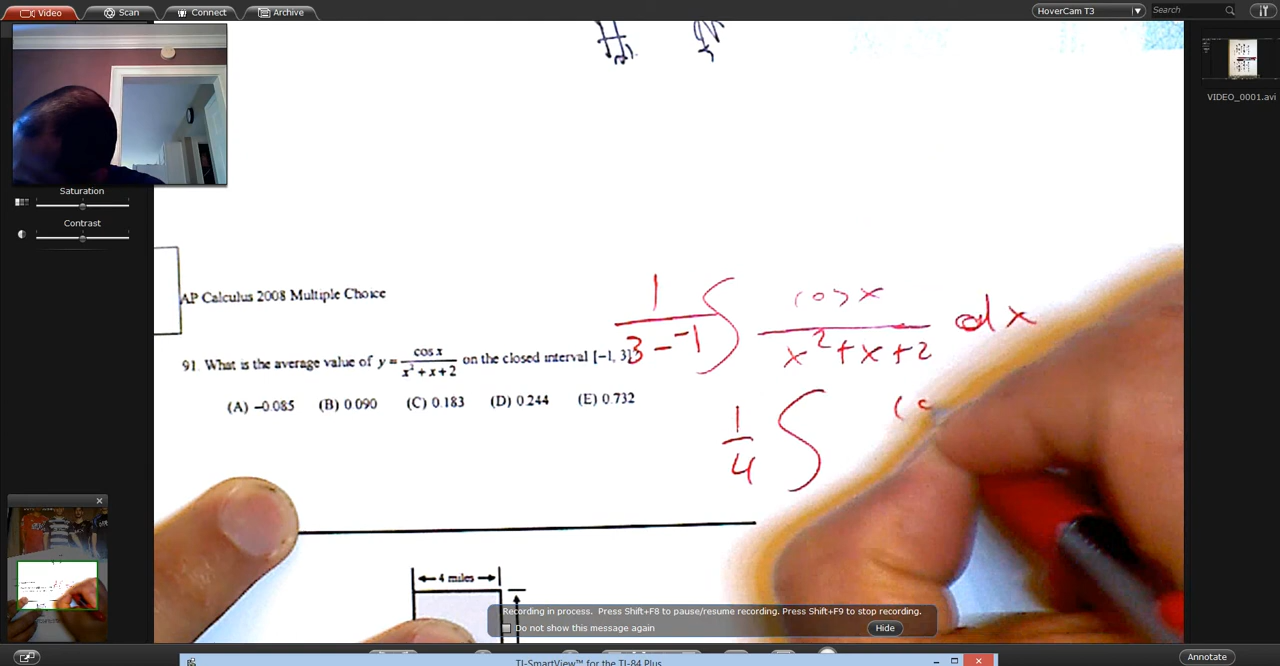 Video
Scan
Connect
Archive
HoverCam T3
Search
Saturation
Contrast
VIDEO_0001.avi
AP Calculus 2008 Multiple Choice
91. What is the average value of y = cos x / x² + x + 2 on the closed interval [−1, 3]?
(A) −0.085 (B) 0.090 (C) 0.183 (D) 0.244 (E) 0.732
1 / 3 − −1 ∫ cos x / x² + x + 2 dx
1 / 4 ∫ co
4 miles
Recording in process. Press Shift+F8 to pause/resume recording. Press Shift+F9 to stop recording.
Do not show this message again
Hide
TI-SmartView™ for the TI-84 Plus
Annotate